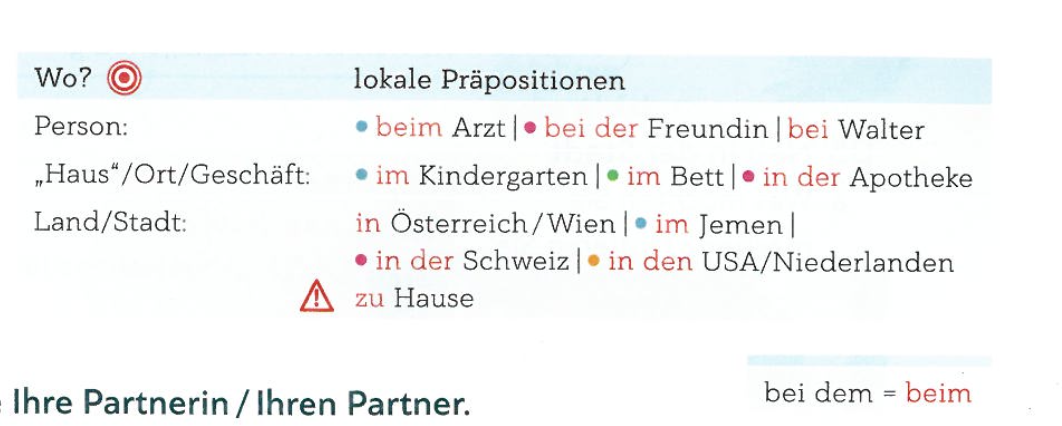 Wo? lokale Präpositionen
Person: • beim Arzt | • bei der Freundin | bei Walter
„Haus“/Ort/Geschäft: • im Kindergarten | • im Bett | • in der Apotheke
Land/Stadt: in Österreich/Wien | • im Jemen |
• in der Schweiz | • in den USA/Niederlanden
zu Hause
bei dem = beim
Ihre Partnerin / Ihren Partner.